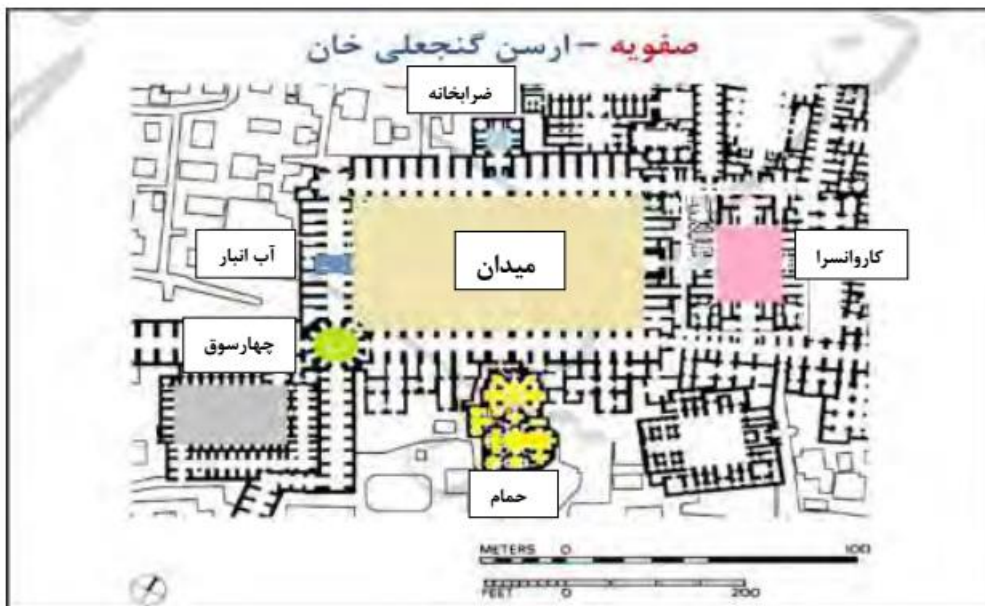 صفویه - ارسن گنجعلی خان
ضرابخانه
آب انبار
میدان
کاروانسرا
چهارسوق
حمام
METERS 0 100
FEET 0 200